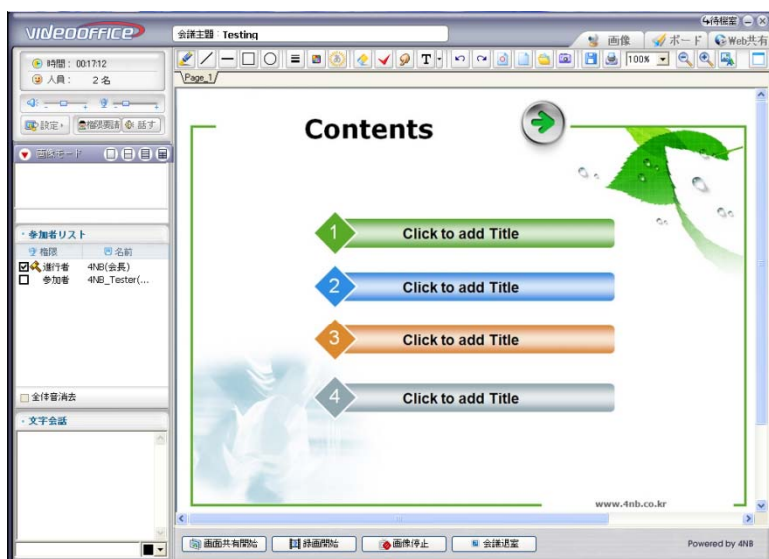 VIDEOOFFICE
会議主題 : Testing
待機室
画像
ボード
Web共有
時間 : 00:17:12
人員 : 2 名
設定
権限要請
話す
画像モード
参加者リスト
権限 名前
進行者 4NB(会長)
参加者 4NB_Tester(...
全体音消去
文字会話
T
100%
Page_1
Contents
1 Click to add Title
2 Click to add Title
3 Click to add Title
4 Click to add Title
www.4nb.co.kr
画面共有開始
録画開始
画像停止
会議退室
Powered by 4NB